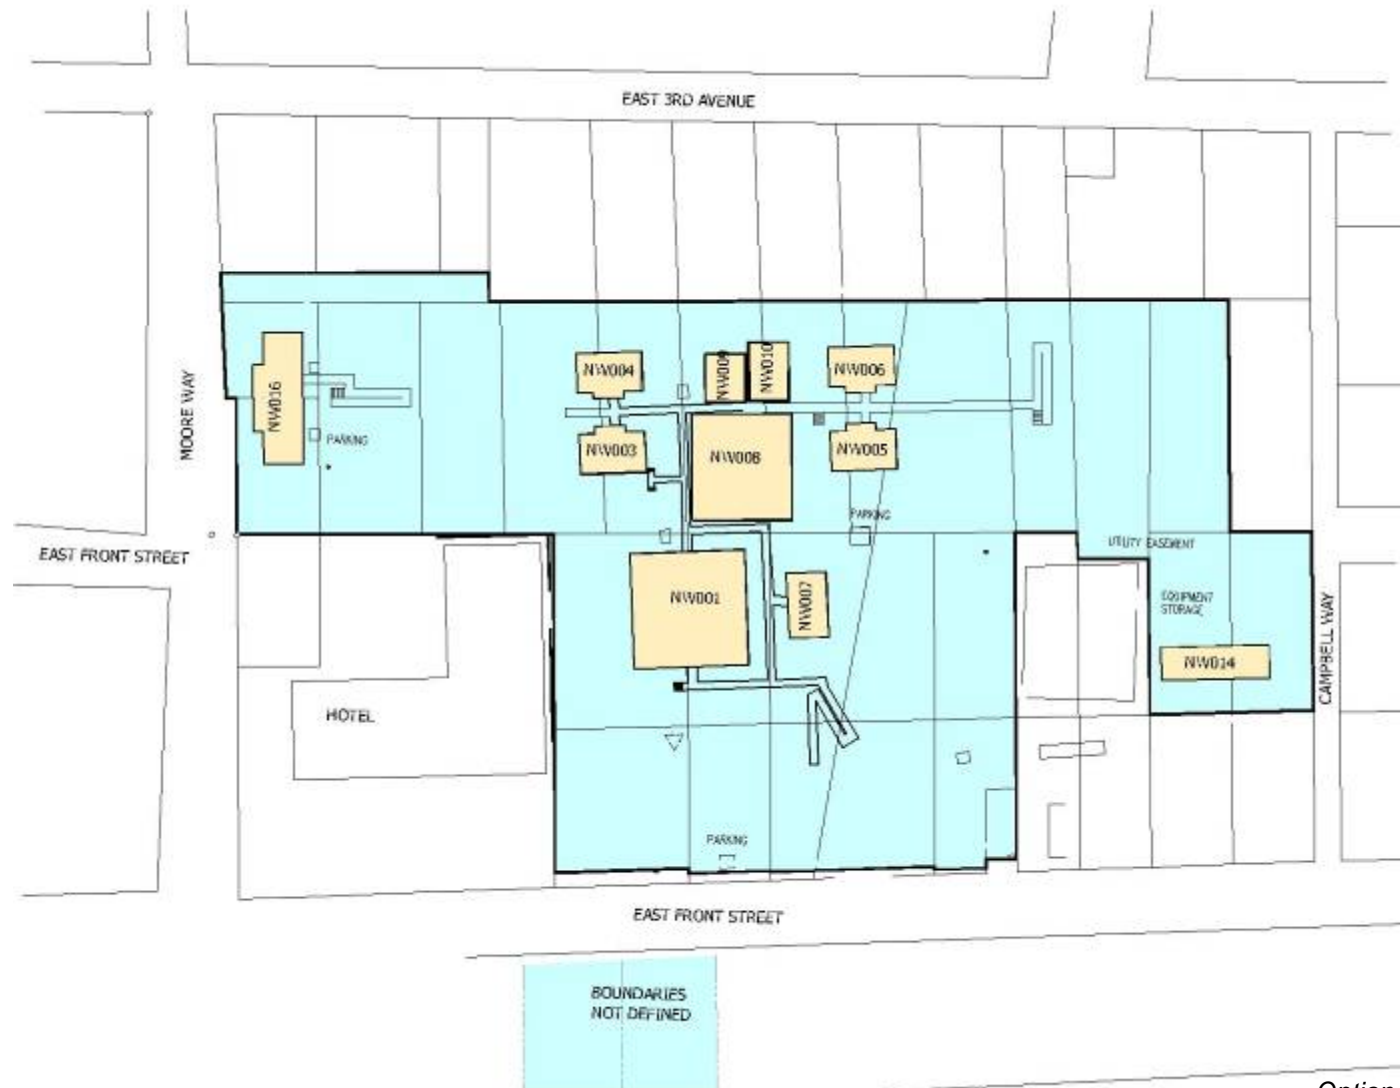 EAST 3RD AVENUE
NW004
NW009
NW010
NW006
MOORE WAY
NW016
PARKING
NW003
NW008
NW005
PARKING
EAST FRONT STREET
UTILITY EASEMENT
NW001
NW007
EQUIPMENT
STORAGE
CAMPBELL WAY
NW014
HOTEL
PARKING
EAST FRONT STREET
BOUNDARIES
NOT DEFINED
Option